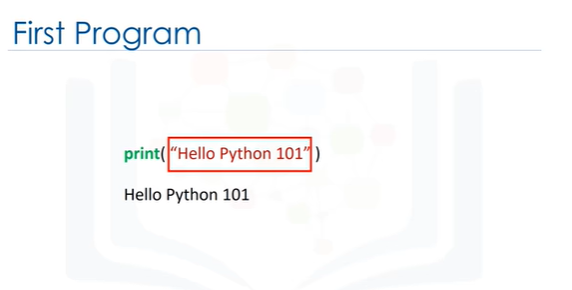 First Program
print( “Hello Python 101” )
Hello Python 101